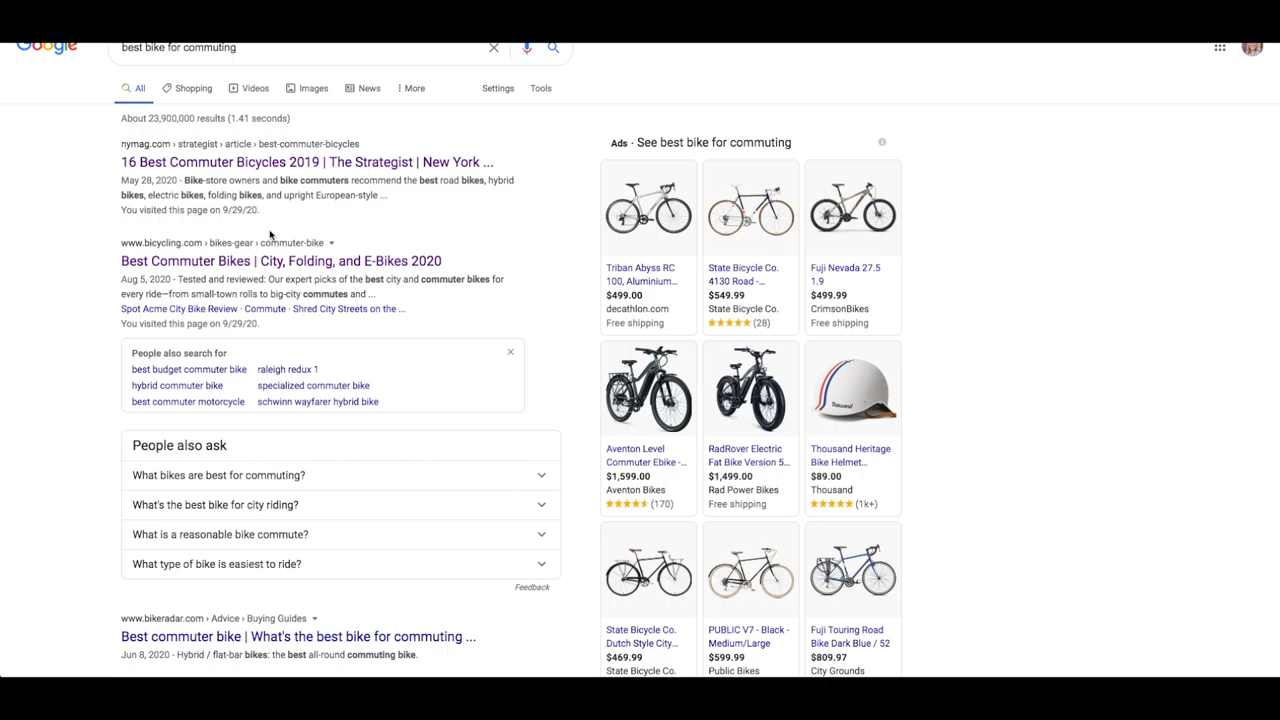 Google
best bike for commuting
All
Shopping
Videos
Images
News
More
Settings
Tools
About 23,900,000 results (1.41 seconds)
nymag.com › strategist › article › best-commuter-bicycles
16 Best Commuter Bicycles 2019 | The Strategist | New York ...
May 28, 2020 - Bike-store owners and bike commuters recommend the best road bikes, hybrid
bikes, electric bikes, folding bikes, and upright European-style ...
You visited this page on 9/29/20.
www.bicycling.com › bikes-gear › commuter-bike
Best Commuter Bikes | City, Folding, and E-Bikes 2020
Aug 5, 2020 - Tested and reviewed: Our expert picks of the best city and commuter bikes for
every ride—from small-town rolls to big-city commutes and ...
Spot Acme City Bike Review · Commute · Shred City Streets on the ...
You visited this page on 9/29/20.
People also search for
best budget commuter bike
raleigh redux 1
hybrid commuter bike
specialized commuter bike
best commuter motorcycle
schwinn wayfarer hybrid bike
People also ask
What bikes are best for commuting?
What's the best bike for city riding?
What is a reasonable bike commute?
What type of bike is easiest to ride?
Feedback
www.bikeradar.com › Advice › Buying Guides
Best commuter bike | What's the best bike for commuting ...
Jun 8, 2020 - Hybrid / flat-bar bikes: the best all-round commuting bike.
Ads · See best bike for commuting
Triban Abyss RC
100, Aluminium...
$499.00
decathlon.com
Free shipping
State Bicycle Co.
4130 Road -...
$549.99
State Bicycle Co.
(28)
Fuji Nevada 27.5
1.9
$499.99
CrimsonBikes
Free shipping
Aventon Level
Commuter Ebike -...
$1,599.00
Aventon Bikes
(170)
RadRover Electric
Fat Bike Version 5...
$1,499.00
Rad Power Bikes
Free shipping
thousand
Thousand Heritage
Bike Helmet...
$89.00
Thousand
(1k+)
State Bicycle Co.
Dutch Style City...
$469.99
State Bicycle Co.
PUBLIC V7 - Black -
Medium/Large
$599.99
Public Bikes
Fuji Touring Road
Bike Dark Blue / 52
$809.97
City Grounds